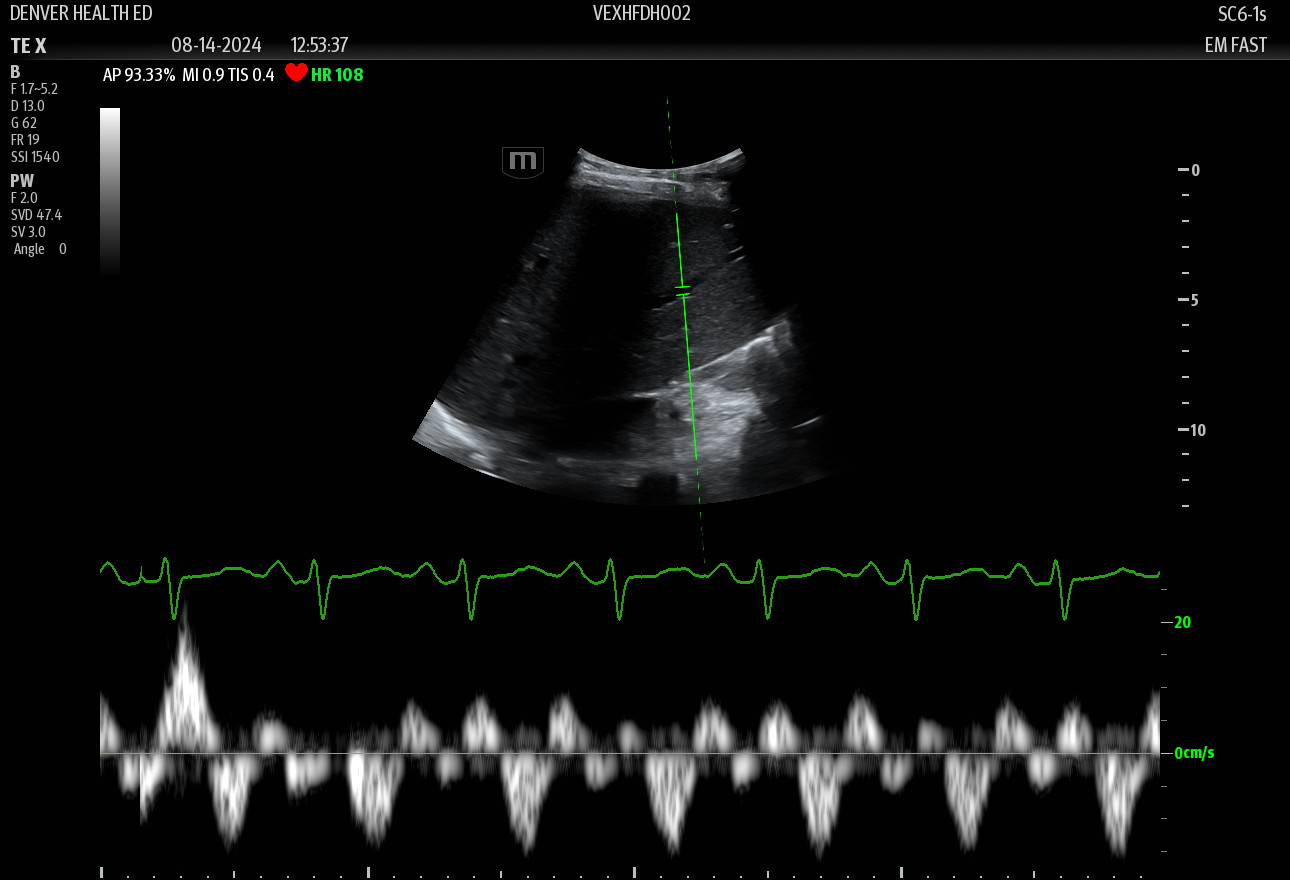 DENVER HEALTH ED VEXHFDH002 SC6-1s
TE X 08-14-2024 12:53:37 EM FAST
B AP 93.33% MI 0.9 TIS 0.4 HR 108
F 1.7~5.2
D 13.0
G 62
FR 19
SSI 1540
PW
F 2.0
SVD 47.4
SV 3.0
Angle 0
m
0
5
10
20
0cm/s